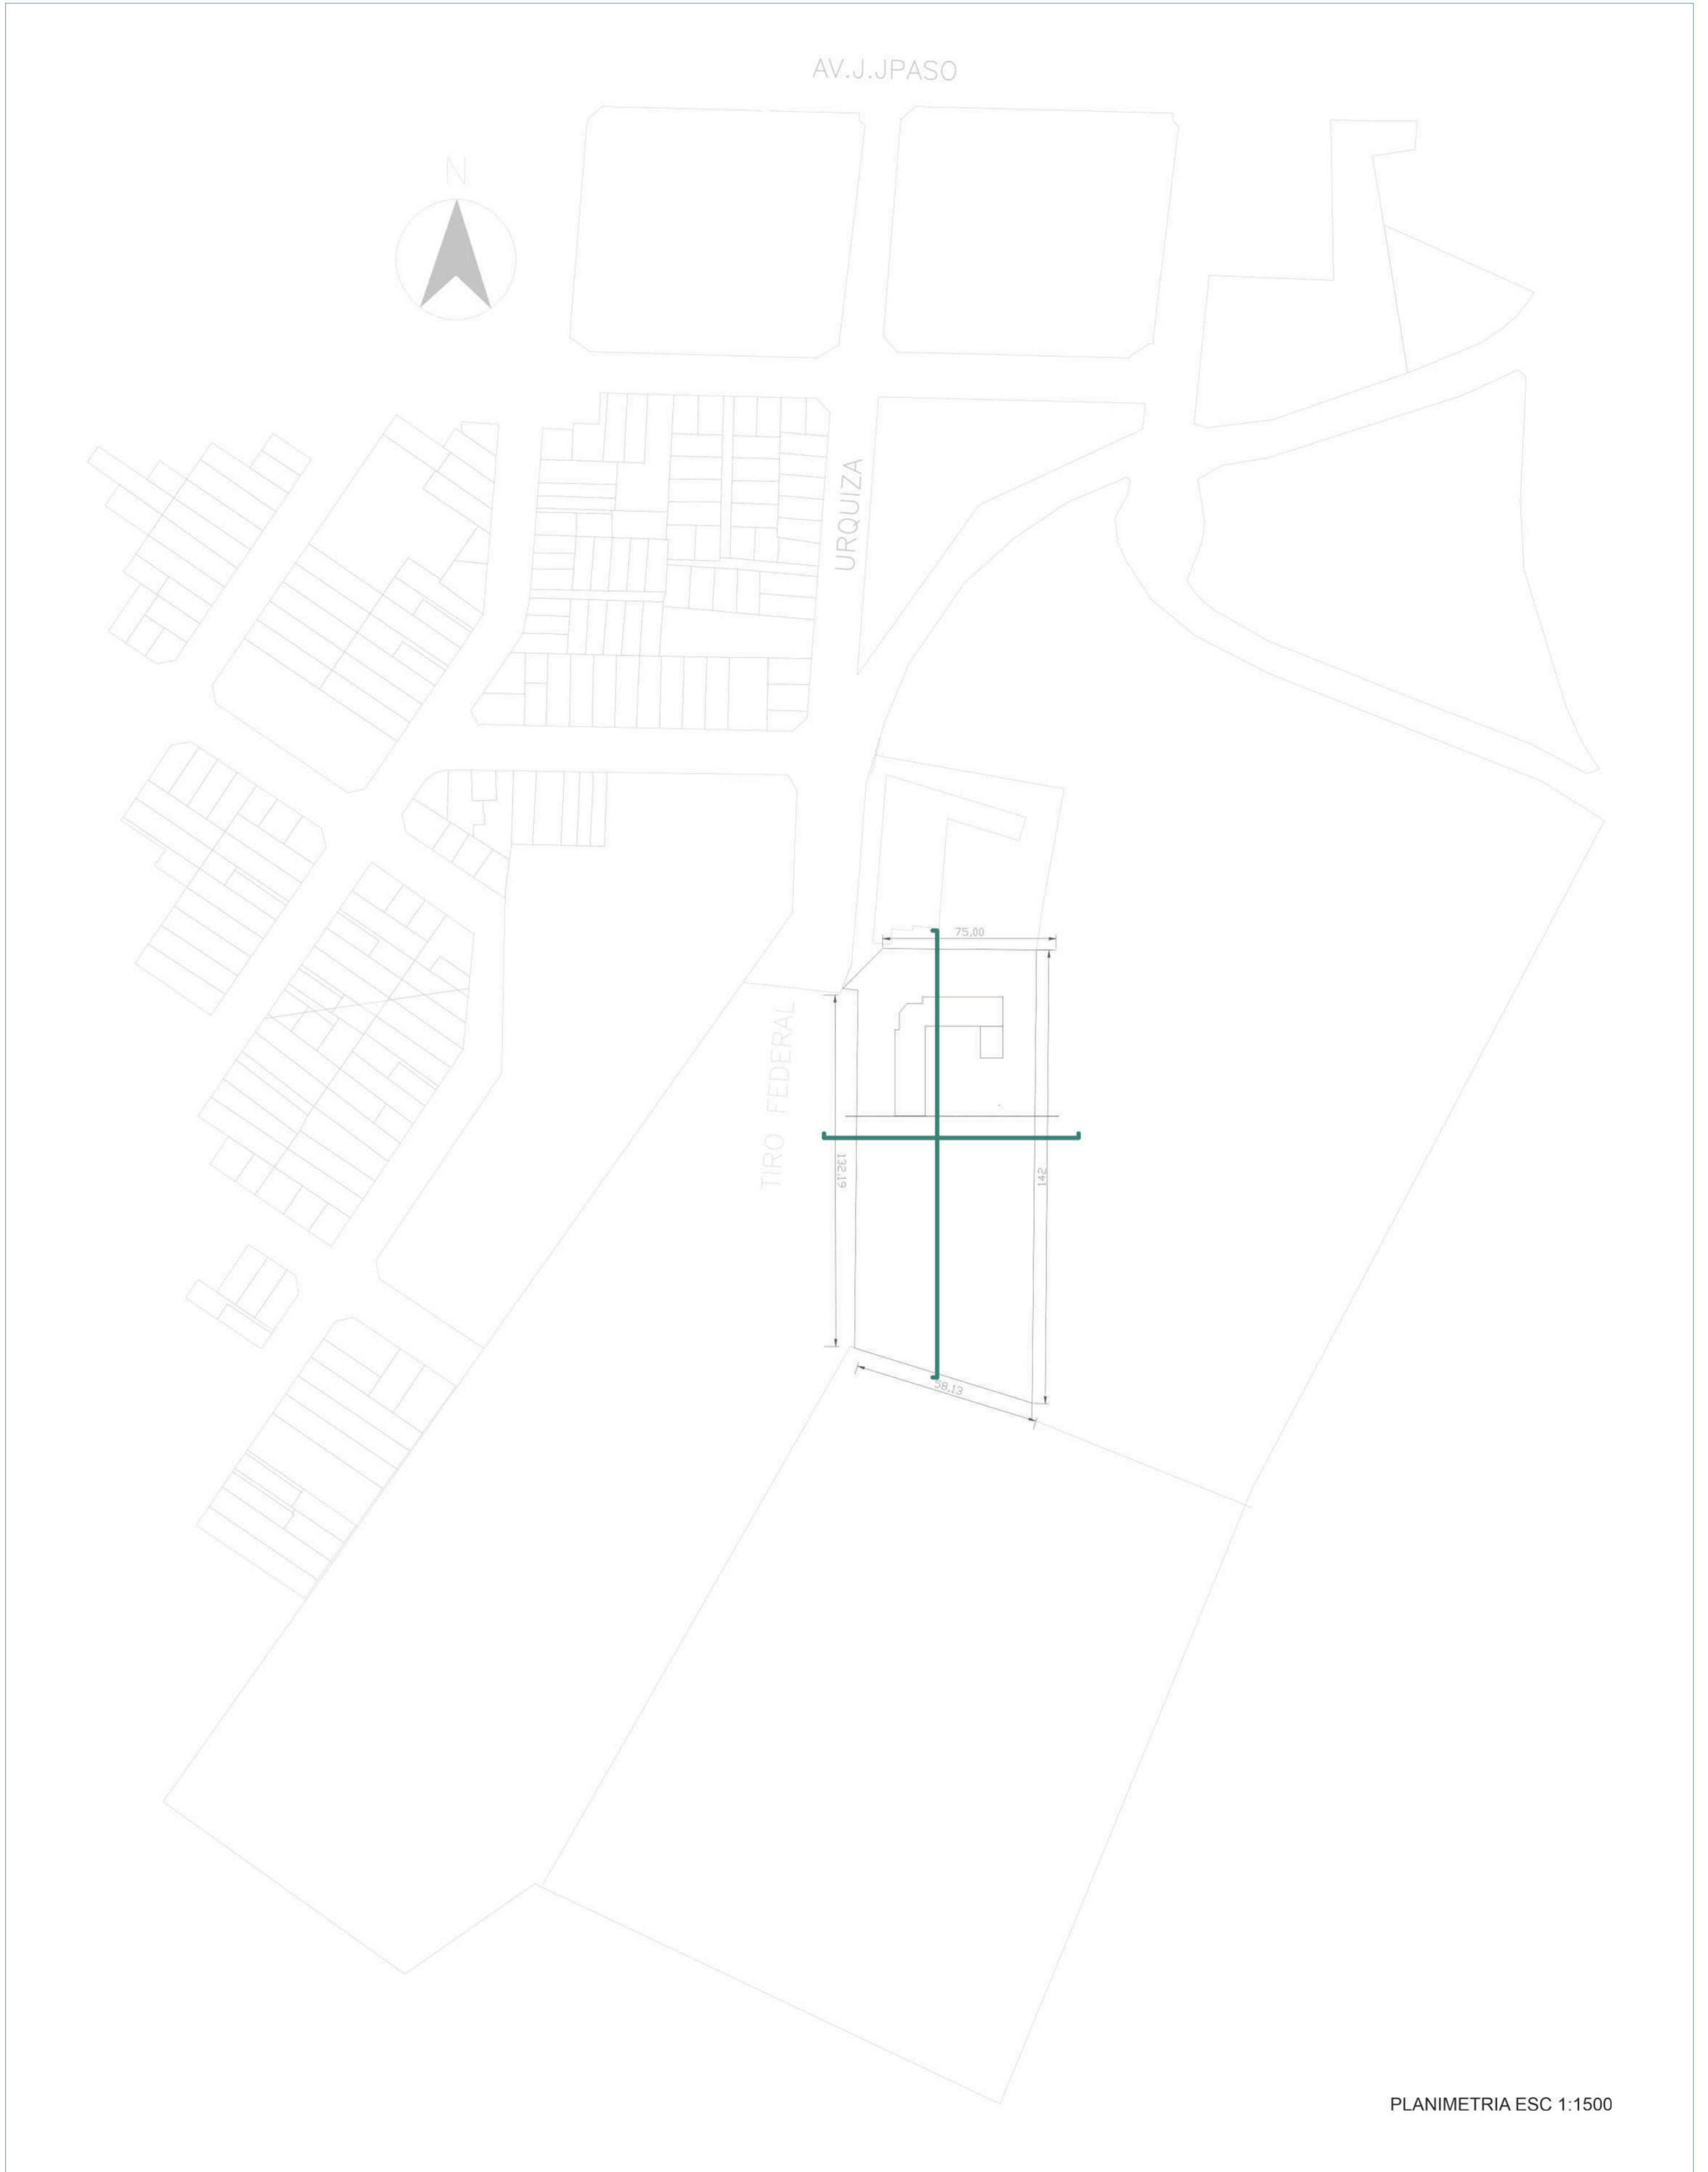 AV.J.JPASO
N
URQUIZA
75,00
TIRO FEDERAL
132,19
142
58,13
PLANIMETRIA ESC 1:1500